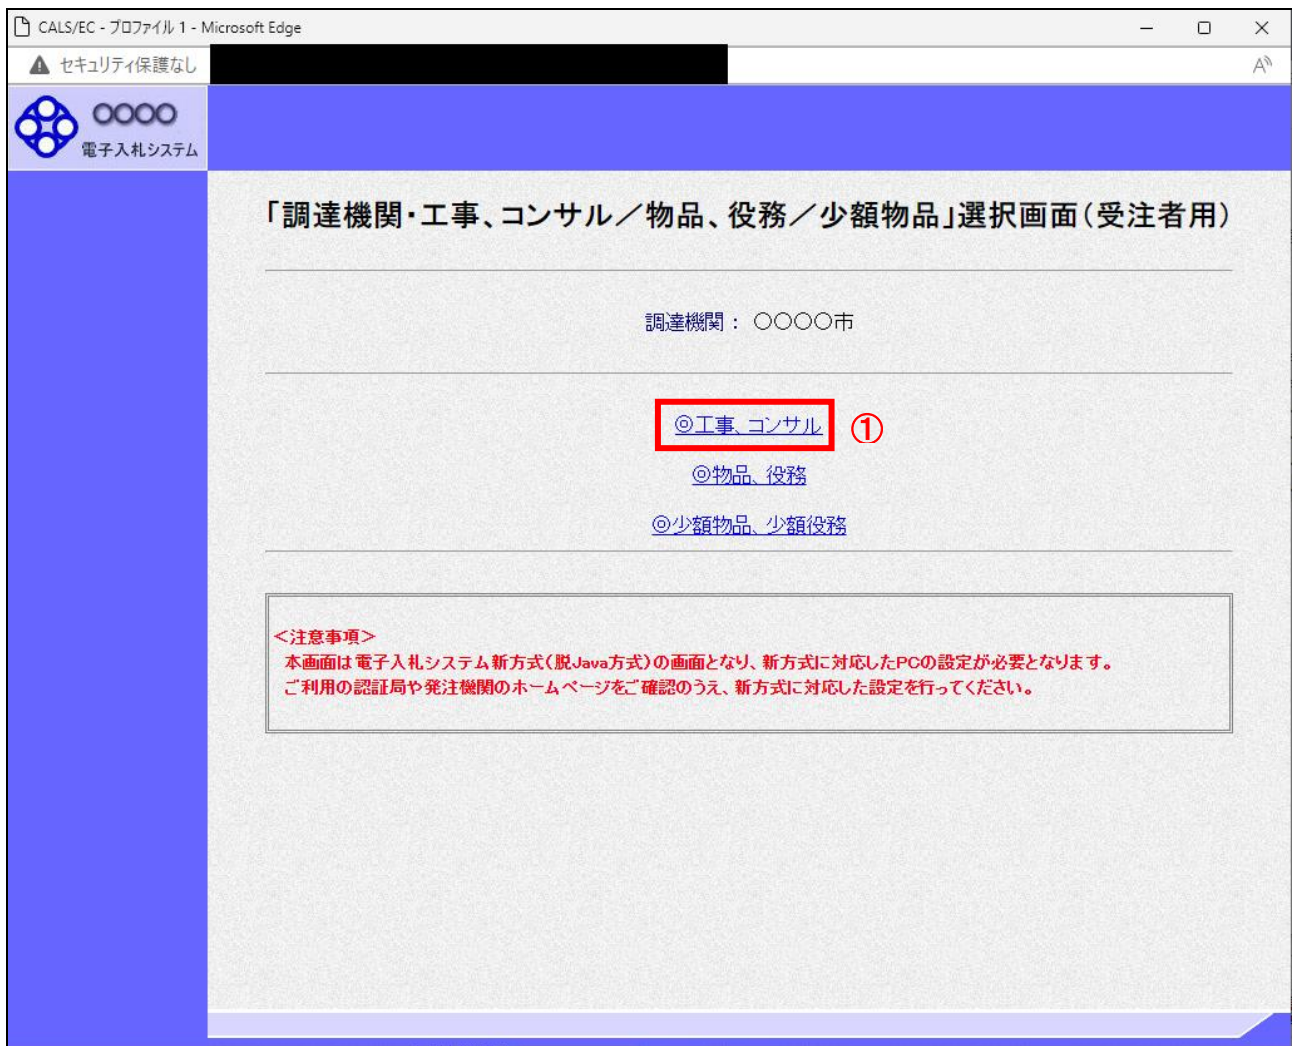 CALS/EC - プロファイル 1 - Microsoft Edge
セキュリティ保護なし
A
〇〇〇〇
電子入札システム
「調達機関・工事、コンサル／物品、役務／少額物品」選択画面（受注者用）
調達機関： 〇〇〇〇市
◎工事、コンサル ①
◎物品、役務
◎少額物品、少額役務
＜注意事項＞
本画面は電子入札システム新方式（脱Java方式）の画面となり、新方式に対応したPCの設定が必要となります。
ご利用の認証局や発注機関のホームページをご確認のうえ、新方式に対応した設定を行ってください。